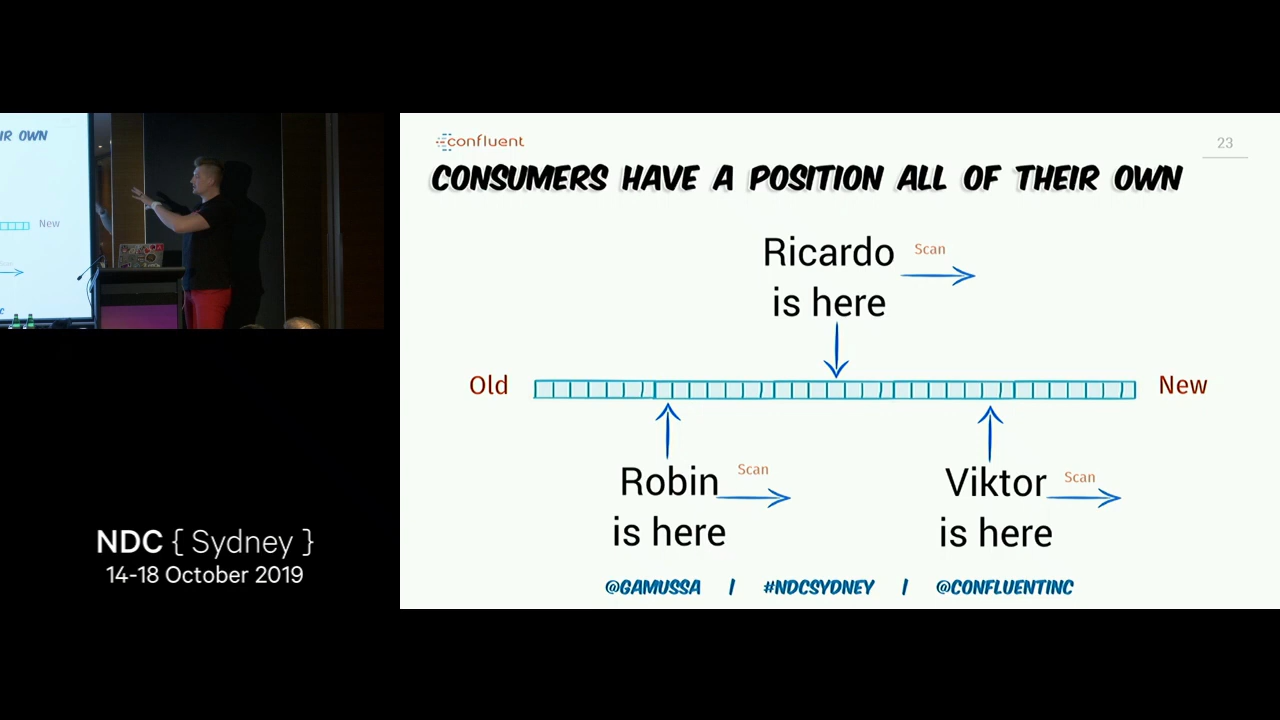 IR OWN
New
NDC { Sydney }
14-18 October 2019
confluent
23
CONSUMERS HAVE A POSITION ALL OF THEIR OWN
Ricardo
is here
Scan
Old
New
Robin
is here
Scan
Viktor
is here
Scan
@GAMUSSA | #NDCSYDNEY | @CONFLUENTINC